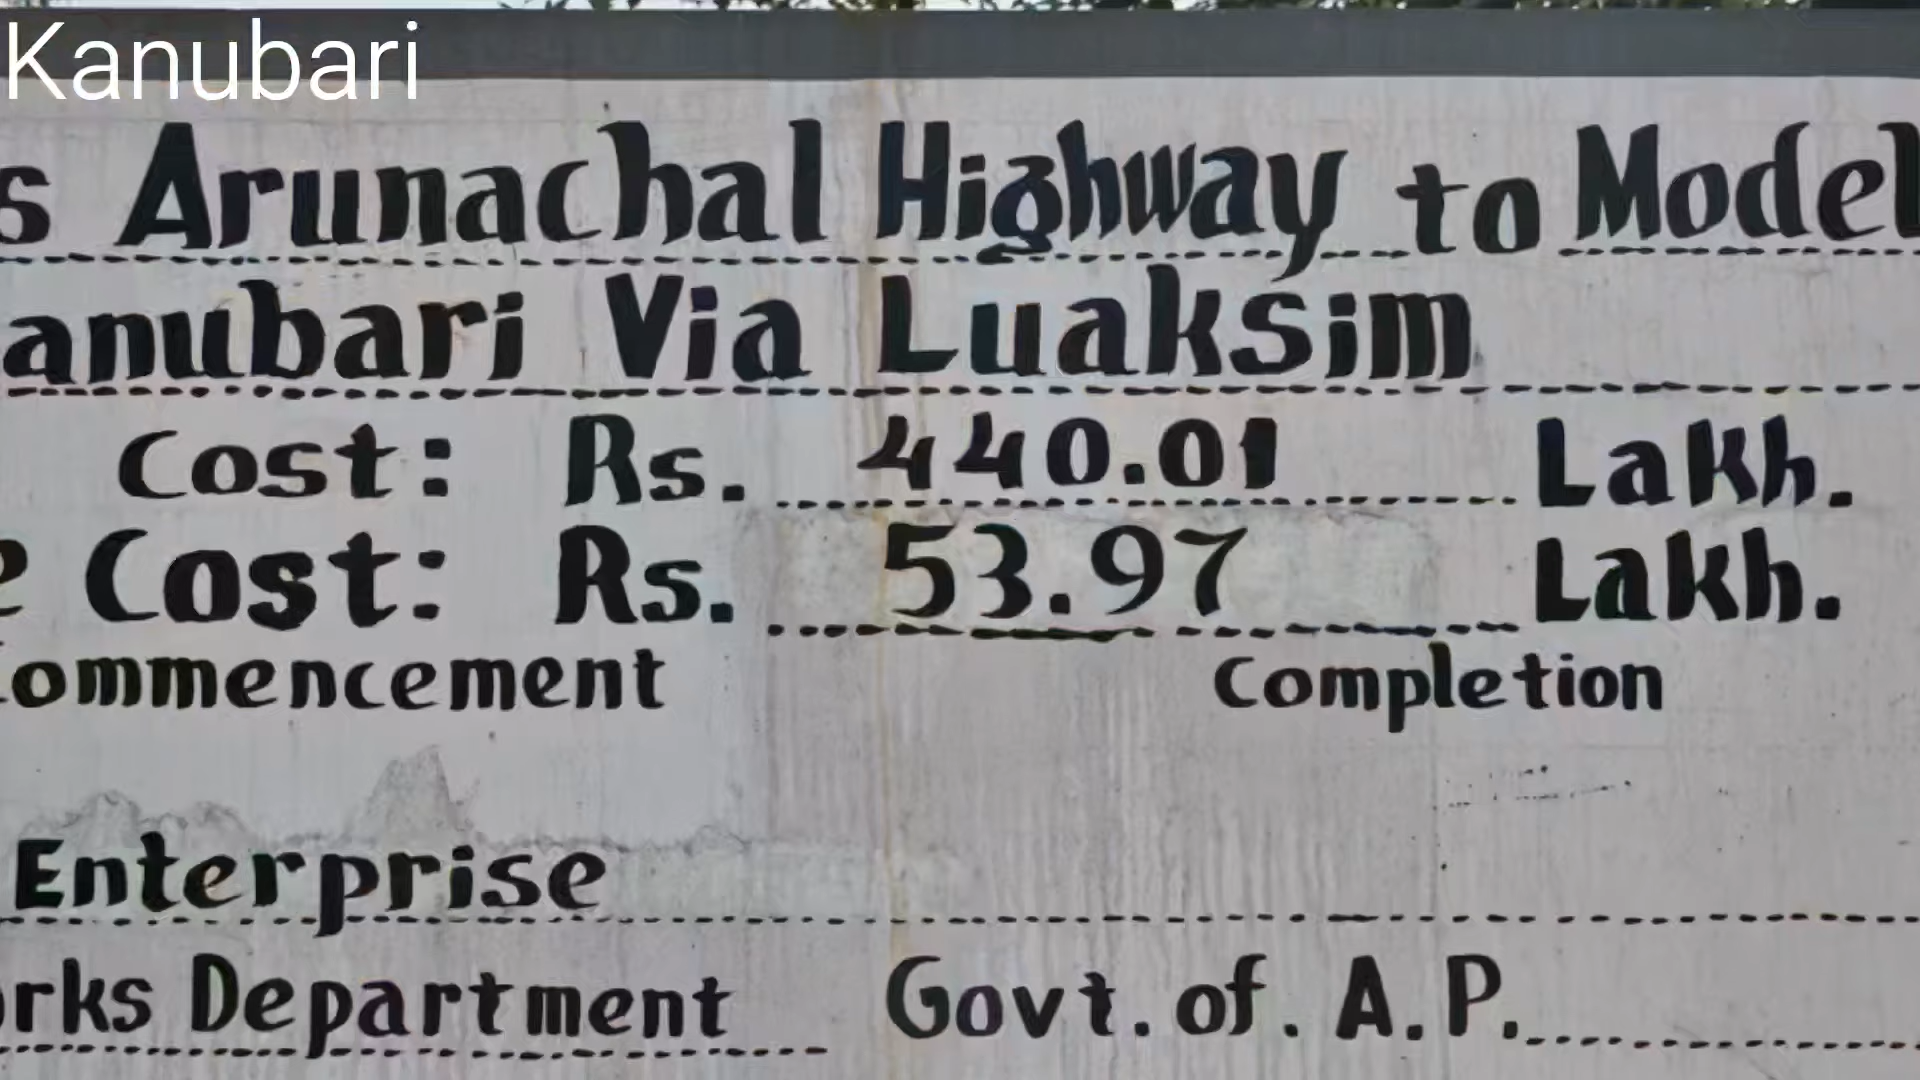 Kanubari
s Arunachal Highway to Model
anubari Via Luaksim
Cost: Rs. 440.01 Lakh.
Cost: Rs. 53.97 Lakh.
ommencement Completion
Enterprise
rks Department Govt. of. A.P.